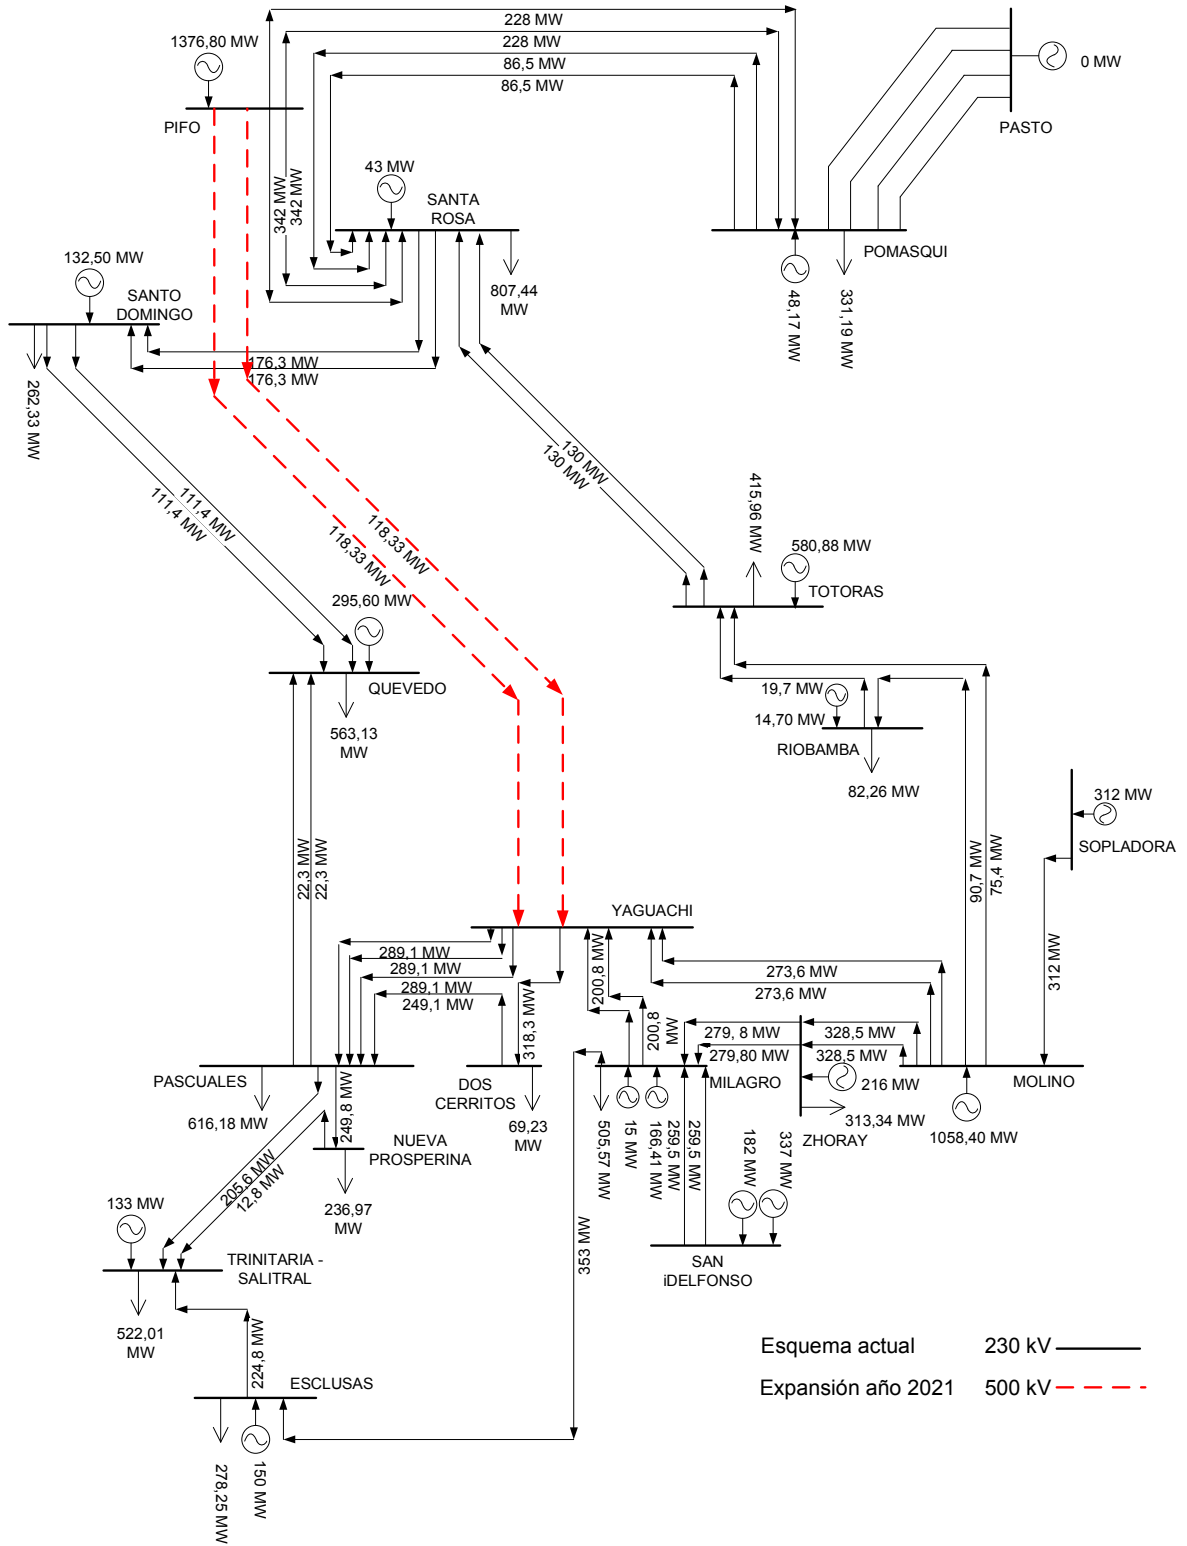 228 MW
228 MW
86,5 MW
86,5 MW
1376,80 MW
0 MW
PIFO
PASTO
342 MW
342 MW
43 MW
SANTA
ROSA
POMASQUI
807,44
MW
48,17 MW
331,19 MW
132,50 MW
SANTO
DOMINGO
176,3 MW
176,3 MW
262,33 MW
111,4 MW
111,4 MW
118,33 MW
118,33 MW
130 MW
130 MW
415,96 MW
580,88 MW
TOTORAS
295,60 MW
QUEVEDO
563,13
MW
19,7 MW
14,70 MW
RIOBAMBA
82,26 MW
312 MW
SOPLADORA
22,3 MW
22,3 MW
90,7 MW
75,4 MW
312 MW
YAGUACHI
289,1 MW
289,1 MW
289,1 MW
249,1 MW
318,3 MW
200,8 MW
200,8
MW
273,6 MW
273,6 MW
279, 8 MW
279,80 MW
328,5 MW
328,5 MW
PASCUALES
DOS
CERRITOS
MILAGRO
216 MW
MOLINO
616,18 MW
249,8 MW
69,23
MW
505,57 MW
15 MW
166,41 MW
259,5 MW
259,5 MW
313,34 MW
ZHORAY
1058,40 MW
NUEVA
PROSPERINA
182 MW
337 MW
205,6 MW
12,8 MW
236,97
MW
353 MW
SAN
iDELFONSO
133 MW
TRINITARIA -
SALITRAL
522,01
MW
224,8 MW
ESCLUSAS
278,25 MW
150 MW
Esquema actual 230 kV
Expansión año 2021 500 kV